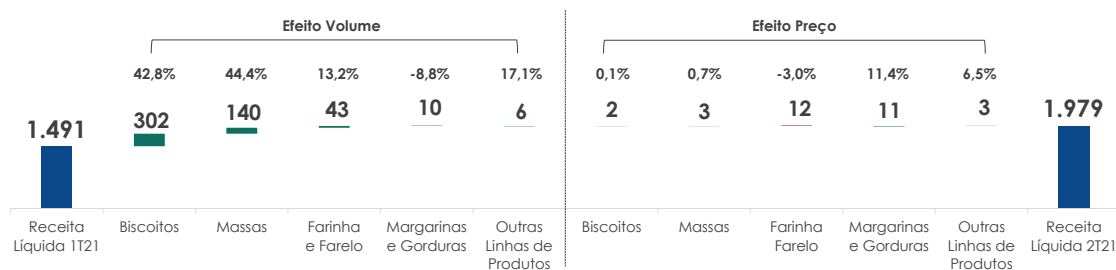 Efeito Volume
Efeito Preço
42,8%
44,4%
13,2%
-8,8%
17,1%
0,1%
0,7%
-3,0%
11,4%
6,5%
1.491
302
140
43
10
6
2
3
12
11
3
1.979
Receita
Líquida 1T21
Biscoitos
Massas
Farinha
e Farelo
Margarinas
e Gorduras
Outras
Linhas de
Produtos
Biscoitos
Massas
Farinha
Farelo
Margarinas
e Gorduras
Outras
Linhas de
Produtos
Receita
Líquida 2T21